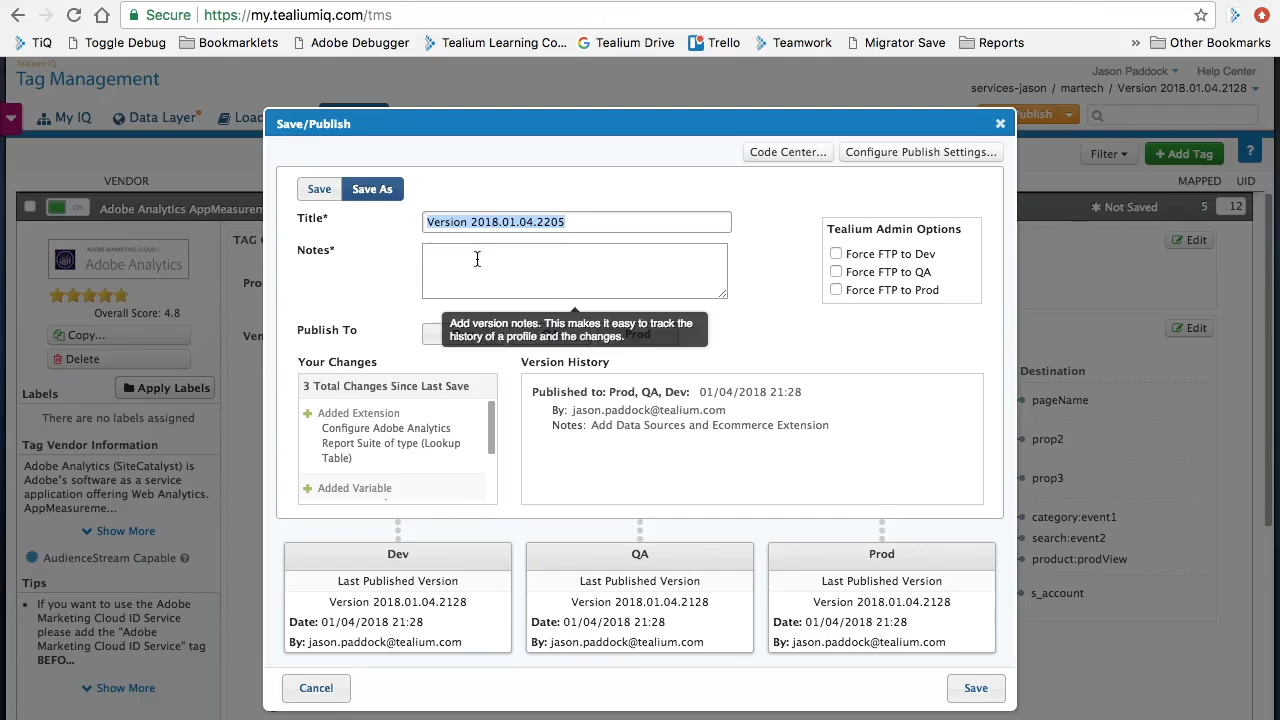 Secure https://my.tealiumiq.com/tms
TiQ Toggle Debug Bookmarklets Adobe Debugger Tealium Learning Co... Tealium Drive Trello Teamwork Migrator Save Reports » Other Bookmarks
Tealium iQ
Tag Management
Jason Paddock Help Center
services-jason / martech / Version 2018.01.04.2128
My IQ Data Layer Load
Publish
Save/Publish
Code Center... Configure Publish Settings...
Filter + Add Tag ?
VENDOR
MAPPED UID
Adobe Analytics AppMeasurem
Not Saved 5 12
Save Save As
Title* Version 2018.01.04.2205
Notes*
Tealium Admin Options
Force FTP to Dev
Force FTP to QA
Force FTP to Prod
Add version notes. This makes it easy to track the
history of a profile and the changes.
Publish To
Your Changes
3 Total Changes Since Last Save
Added Extension
Configure Adobe Analytics
Report Suite of type (Lookup
Table)
Added Variable
Version History
Published to: Prod, QA, Dev: 01/04/2018 21:28
By: jason.paddock@tealium.com
Notes: Add Data Sources and Ecommerce Extension
Dev
Last Published Version
Version 2018.01.04.2128
Date: 01/04/2018 21:28
By: jason.paddock@tealium.com
QA
Last Published Version
Version 2018.01.04.2128
Date: 01/04/2018 21:28
By: jason.paddock@tealium.com
Prod
Last Published Version
Version 2018.01.04.2128
Date: 01/04/2018 21:28
By: jason.paddock@tealium.com
Cancel Save
ADOBE MARKETING CLOUD /
Adobe Analytics
Overall Score: 4.8
Copy...
Delete
Labels Apply Labels
There are no labels assigned
Tag Vendor Information
Adobe Analytics (SiteCatalyst) is
Adobe's software as a service
application offering Web Analytics.
AppMeasureme...
Show More
AudienceStream Capable
Tips
If you want to use the Adobe
Marketing Cloud ID Service
please add the "Adobe
Marketing Cloud ID Service" tag
BEFO...
Show More
TAG C
Pro
Ven
Edit
Edit
Destination
pageName
prop2
prop3
category:event1
search:event2
product:prodView
s_account